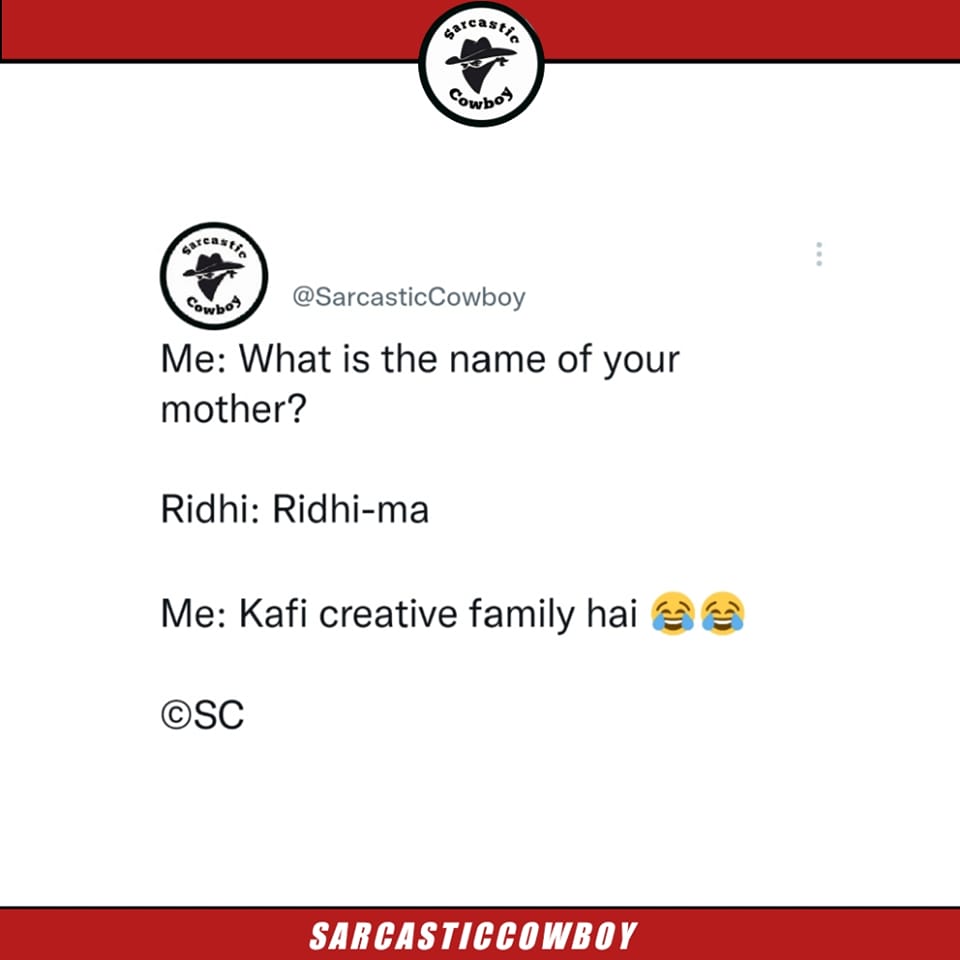 Sarcastic
Cowboy
Sarcastic
Cowboy
@SarcasticCowboy
Me: What is the name of your
mother?
Ridhi: Ridhi-ma
Me: Kafi creative family hai 😂😂
©SC
SARCASTICCOWBOY